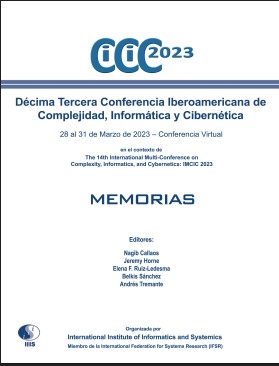 CiCiC 2023
Décima Tercera Conferencia Iberoamericana de
Complejidad, Informática y Cibernética
28 al 31 de Marzo de 2023 – Conferencia Virtual
en el contexto de
The 14th International Multi-Conference on
Complexity, Informatics, and Cybernetics: IMCIC 2023
MEMORIAS
Editores:
Nagib Callaos
Jeremy Horne
Elena F. Ruiz-Ledesma
Belkis Sánchez
Andrés Tremante
Organizada por
International Institute of Informatics and Systemics
Miembro de la International Federation for Systems Research (IFSR)
IIIS